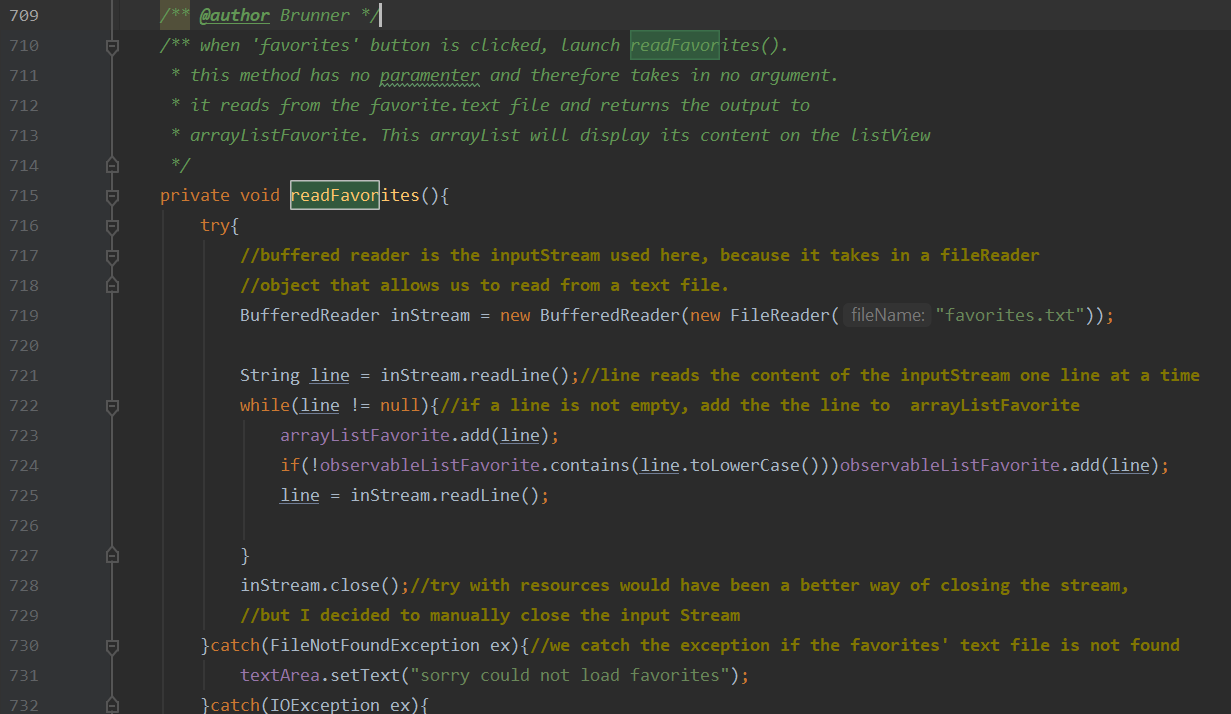 709 /** @author Brunner */
710 /** when 'favorites' button is clicked, launch readFavorites().
711 * this method has no paramenter and therefore takes in no argument.
712 * it reads from the favorite.text file and returns the output to
713 * arrayListFavorite. This arrayList will display its content on the listView
714 */
715 private void readFavorites(){
716 try{
717 //buffered reader is the inputStream used here, because it takes in a fileReader
718 //object that allows us to read from a text file.
719 BufferedReader inStream = new BufferedReader(new FileReader( fileName: "favorites.txt"));
720
721 String line = inStream.readLine();//line reads the content of the inputStream one line at a time
722 while(line != null){//if a line is not empty, add the the line to  arrayListFavorite
723 arrayListFavorite.add(line);
724 if(!observableListFavorite.contains(line.toLowerCase()))observableListFavorite.add(line);
725 line = inStream.readLine();
726
727 }
728 inStream.close();//try with resources would have been a better way of closing the stream,
729 //but I decided to manually close the input Stream
730 }catch(FileNotFoundException ex){//we catch the exception if the favorites' text file is not found
731 textArea.setText("sorry could not load favorites");
732 }catch(IOException ex){